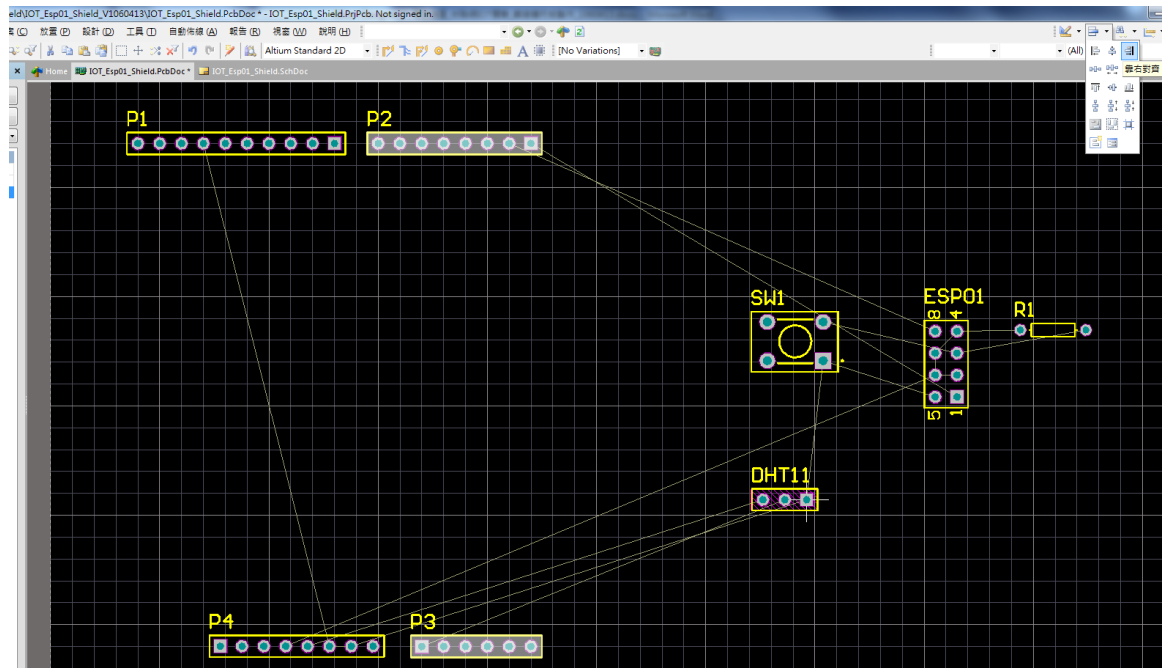 eld\IOT_Esp01_Shield_V1060413\IOT_Esp01_Shield.PcbDoc * - IOT_Esp01_Shield.PrjPcb. Not signed in.
(C) 放置 (P) 設計 (D) 工具 (T) 自動佈線 (A) 報告 (R) 視窗 (W) 說明 (H)
Altium Standard 2D [No Variations] (All)
Home IOT_Esp01_Shield.PcbDoc * IOT_Esp01_Shield.SchDoc
靠右對齊
P1 P2
SW1 ESP01
8 4 R1
5 1
DHT11
P4 P3